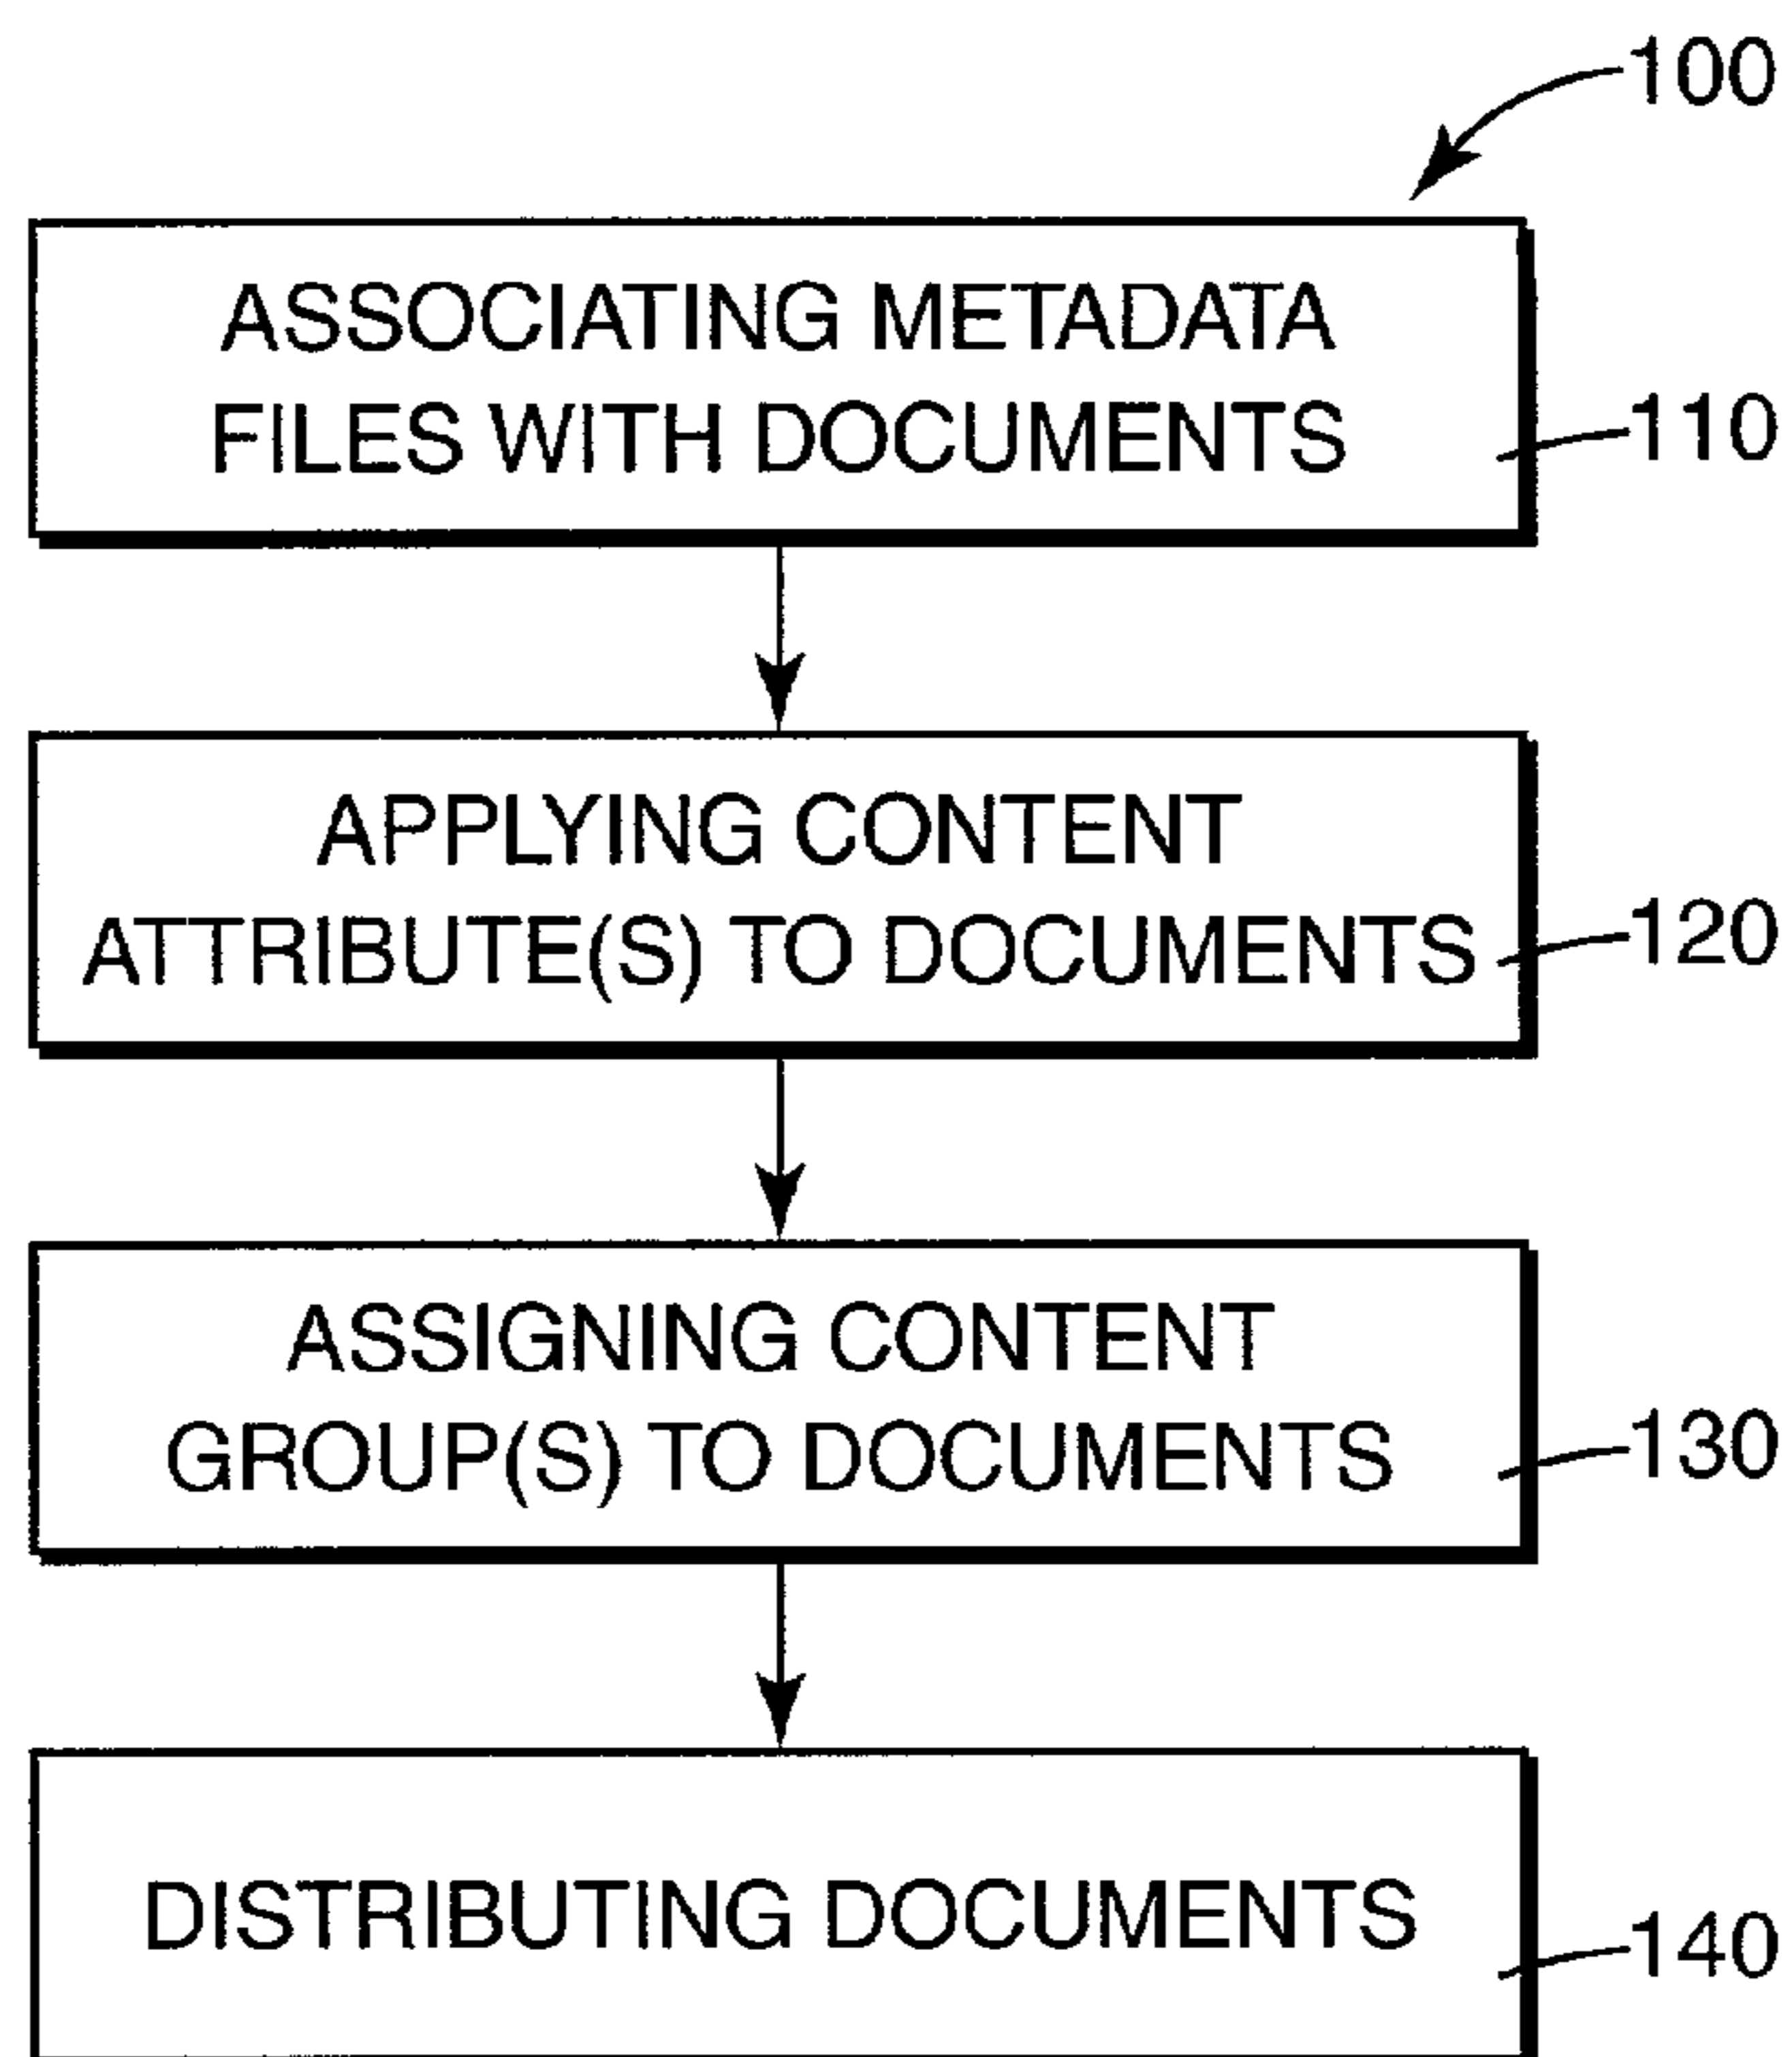 100
ASSOCIATING METADATA
FILES WITH DOCUMENTS
110
APPLYING CONTENT
ATTRIBUTE(S) TO DOCUMENTS
120
ASSIGNING CONTENT
GROUP(S) TO DOCUMENTS
130
DISTRIBUTING DOCUMENTS
140